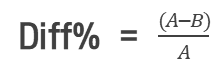 Diff% = (A−B)/A